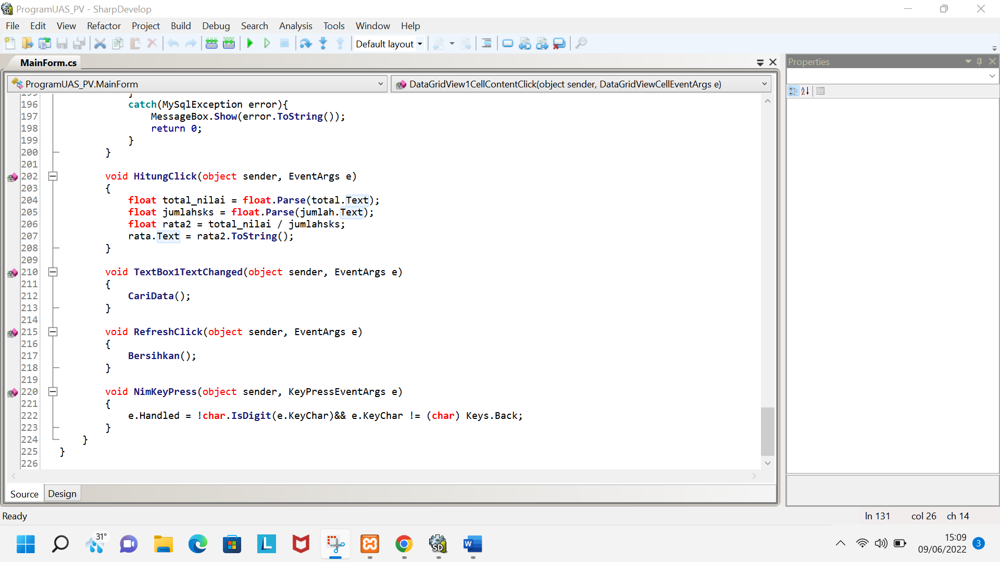 ProgramUAS_PV - SharpDevelop
File Edit View Refactor Project Build Debug Search Analysis Tools Window Help
Default layout
MainForm.cs
Properties
ProgramUAS_PV.MainForm
DataGridView1CellContentClick(object sender, DataGridViewCellEventArgs e)
195 }
196 catch(MySqlException error){
197 MessageBox.Show(error.ToString());
198 return 0;
199 }
200 }
201
202 void HitungClick(object sender, EventArgs e)
203 {
204 float total_nilai = float.Parse(total.Text);
205 float jumlahsks = float.Parse(jumlah.Text);
206 float rata2 = total_nilai / jumlahsks;
207 rata.Text = rata2.ToString();
208 }
209
210 void TextBox1TextChanged(object sender, EventArgs e)
211 {
212 CariData();
213 }
214
215 void RefreshClick(object sender, EventArgs e)
216 {
217 Bersihkan();
218 }
219
220 void NimKeyPress(object sender, KeyPressEventArgs e)
221 {
222 e.Handled = !char.IsDigit(e.KeyChar)&& e.KeyChar != (char) Keys.Back;
223 }
224 }
225 }
226
Source Design
Ready
ln 131 col 26 ch 14
31°
L
SD
W
15:09
09/06/2022
3